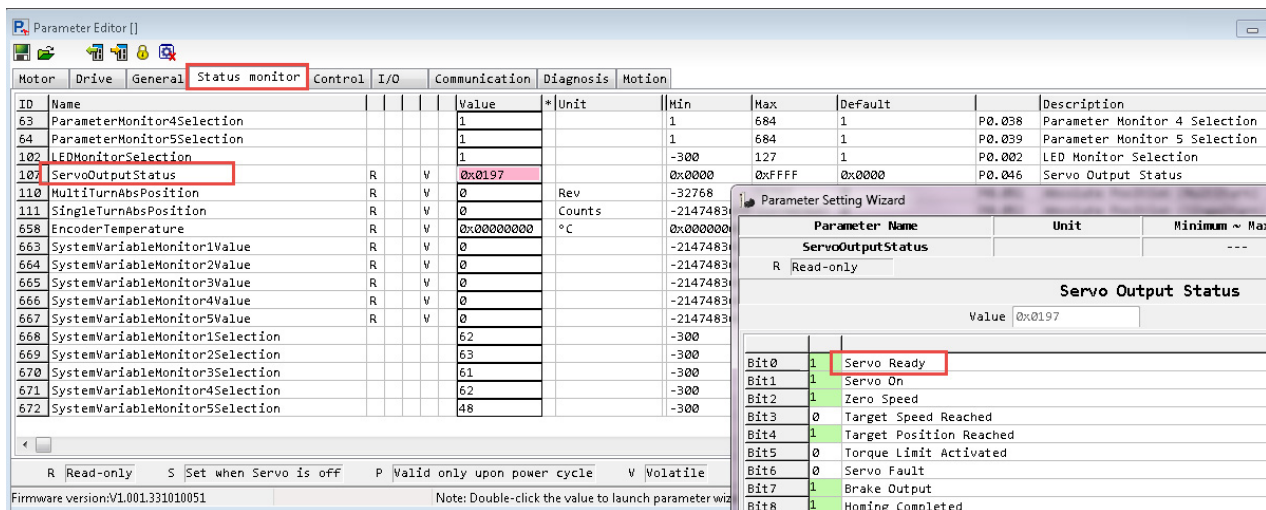 Parameter Editor []
Motor Drive General Status monitor Control I/O Communication Diagnosis Motion
ID Name Value * Unit Min Max Default Description
63 ParameterMonitor4Selection 1 1 684 1 P0.038 Parameter Monitor 4 Selection
64 ParameterMonitor5Selection 1 1 684 1 P0.039 Parameter Monitor 5 Selection
102 LEDMonitorSelection 1 -300 127 1 P0.002 LED Monitor Selection
107 ServoOutputStatus R V 0x0197 0x0000 0xFFFF 0x0000 P0.046 Servo Output Status
110 MultiTurnAbsPosition R V 0 Rev -32768
111 SingleTurnAbsPosition R V 0 Counts -2147483
658 EncoderTemperature R V 0x00000000 °C 0x000000
663 SystemVariableMonitor1Value R V 0 -2147483
664 SystemVariableMonitor2Value R V 0 -2147483
665 SystemVariableMonitor3Value R V 0 -2147483
666 SystemVariableMonitor4Value R V 0 -2147483
667 SystemVariableMonitor5Value R V 0 -2147483
668 SystemVariableMonitor1Selection 62 -300
669 SystemVariableMonitor2Selection 63 -300
670 SystemVariableMonitor3Selection 61 -300
671 SystemVariableMonitor4Selection 62 -300
672 SystemVariableMonitor5Selection 48 -300
R Read-only S Set when Servo is off P Valid only upon power cycle V Volatile
Firmware version:V1.001.331010051 Note: Double-click the value to launch parameter wiz
Parameter Setting Wizard
Parameter Name Unit Minimum ~ Max
ServoOutputStatus ---
R Read-only
Servo Output Status
Value 0x0197
Bit0 1 Servo Ready
Bit1 1 Servo On
Bit2 1 Zero Speed
Bit3 0 Target Speed Reached
Bit4 1 Target Position Reached
Bit5 0 Torque Limit Activated
Bit6 0 Servo Fault
Bit7 1 Brake Output
Bit8 1 Homing Completed